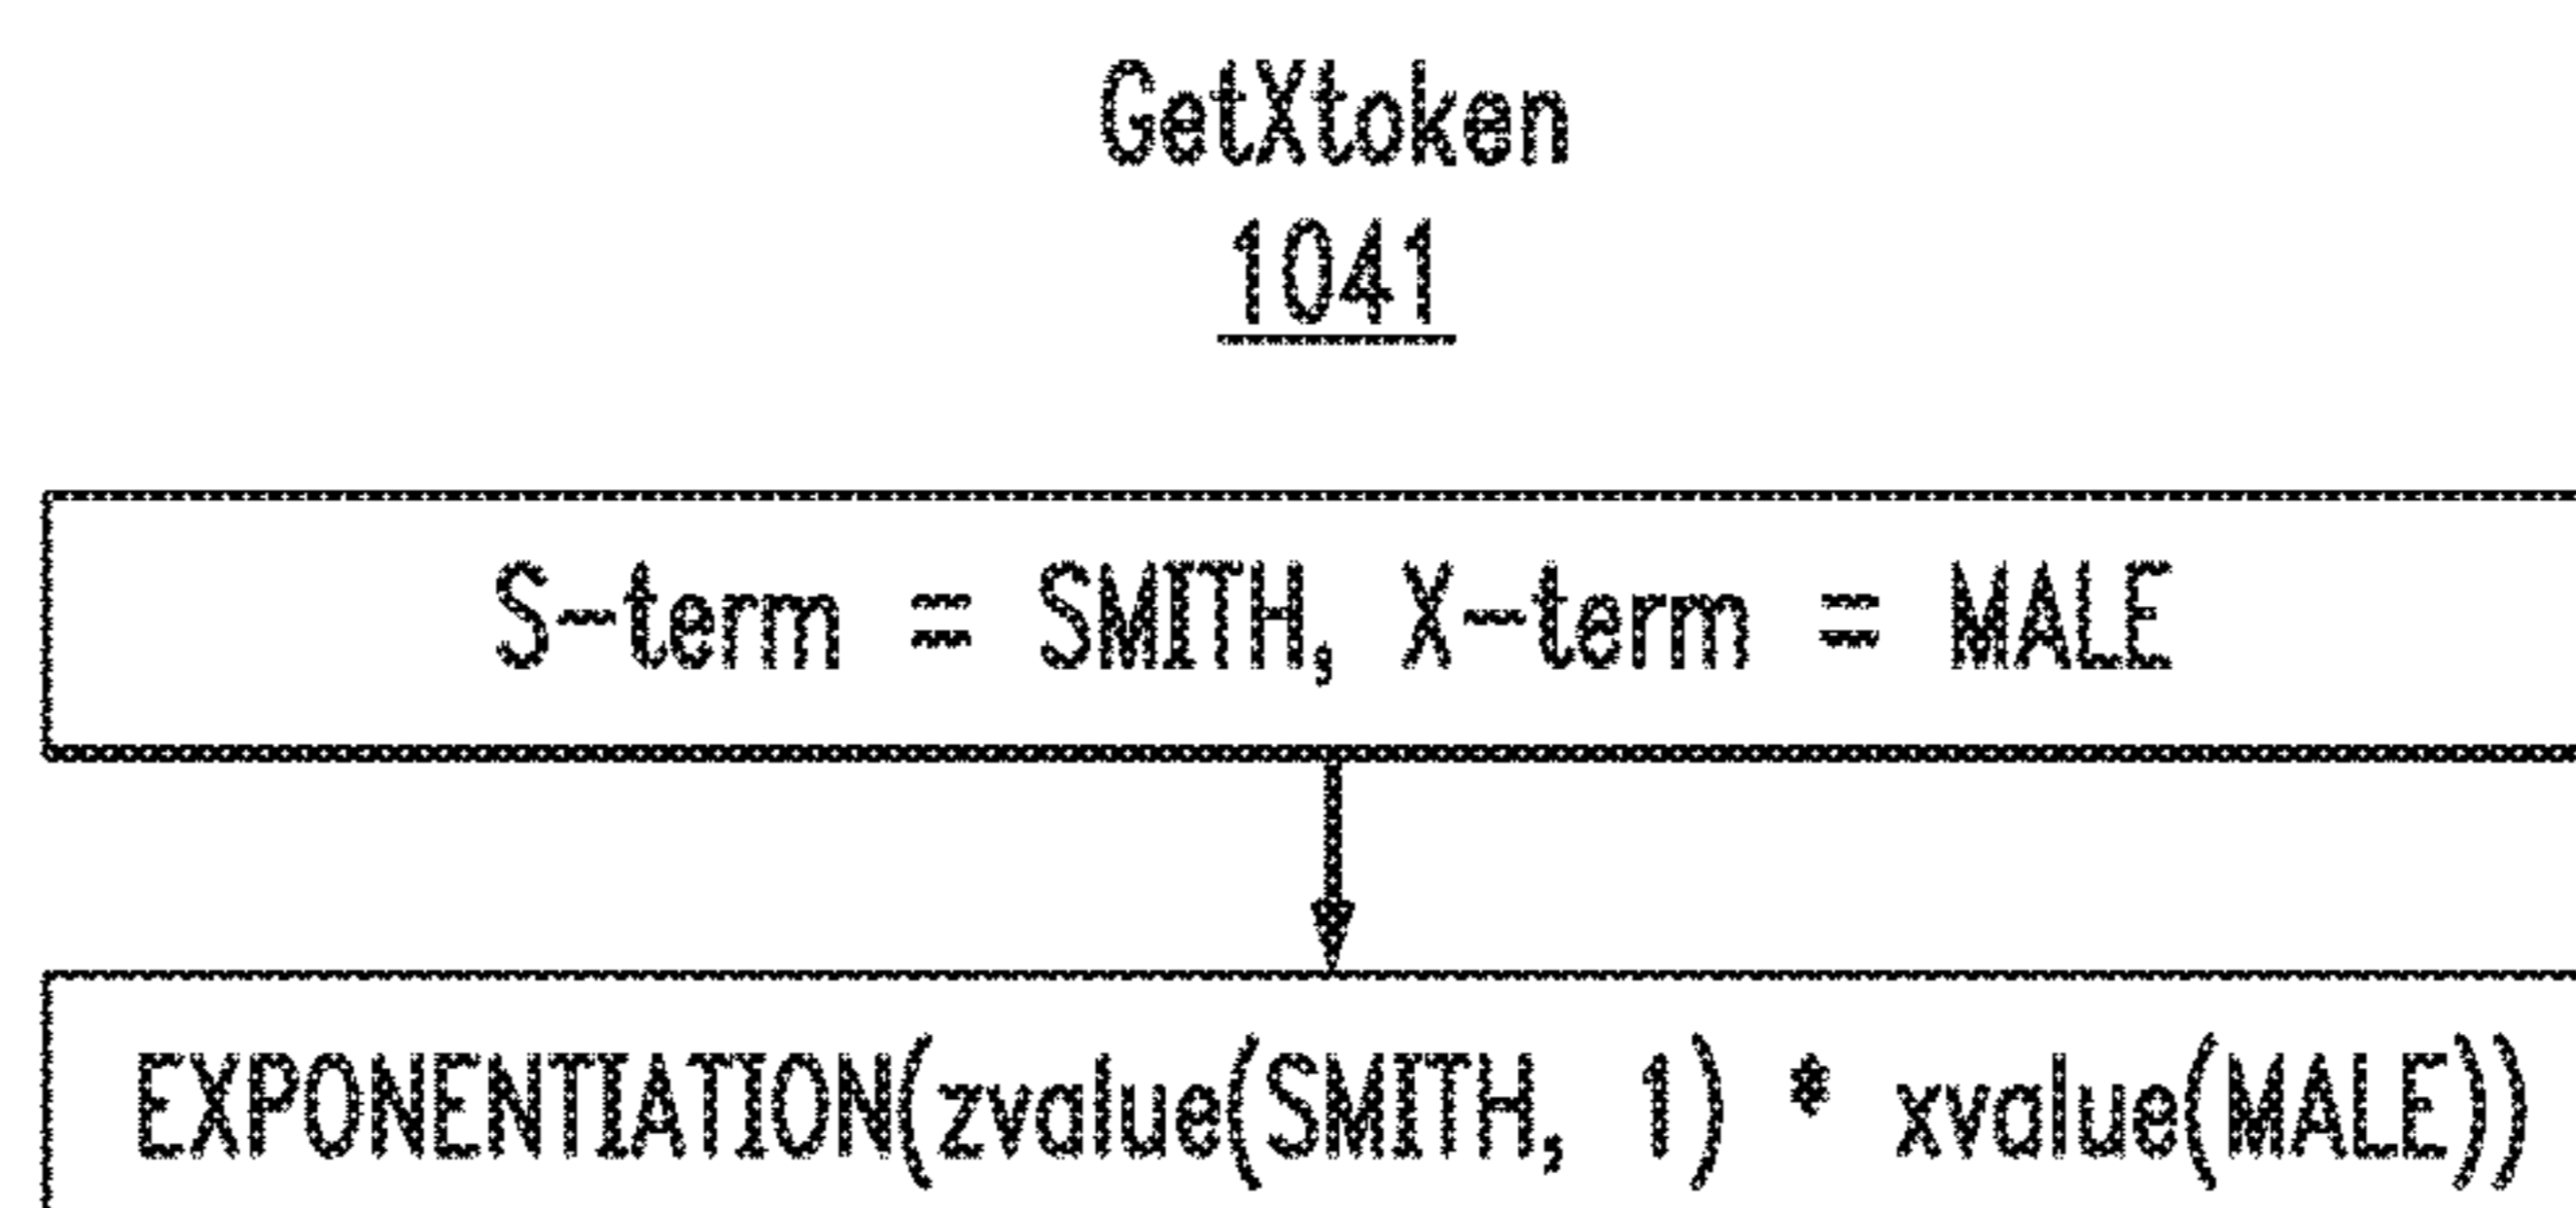 GetXtoken
1041
S-term = SMITH, X-term = MALE
EXPONENTIATION(zvalue(SMITH, 1) * xvalue(MALE))